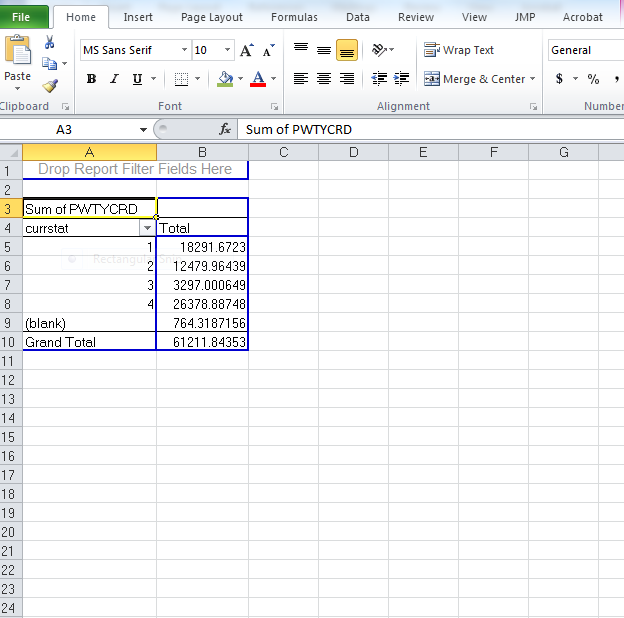 File Home Insert Page Layout Formulas Data Review View JMP Acrobat
MS Sans Serif 10 A A Wrap Text General
Paste B I U A Merge & Center $ % ,
Clipboard Font Alignment Number
A3 fx Sum of PWTYCRD
A B C D E F G
1 Drop Report Filter Fields Here
2
3 Sum of PWTYCRD
4 currstat Total
5 1 18291.6723
6 2 12479.96439
7 3 3297.000649
8 4 26378.88748
9 (blank) 764.3187156
10 Grand Total 61211.84353
11
12
13
14
15
16
17
18
19
20
21
22
23
24